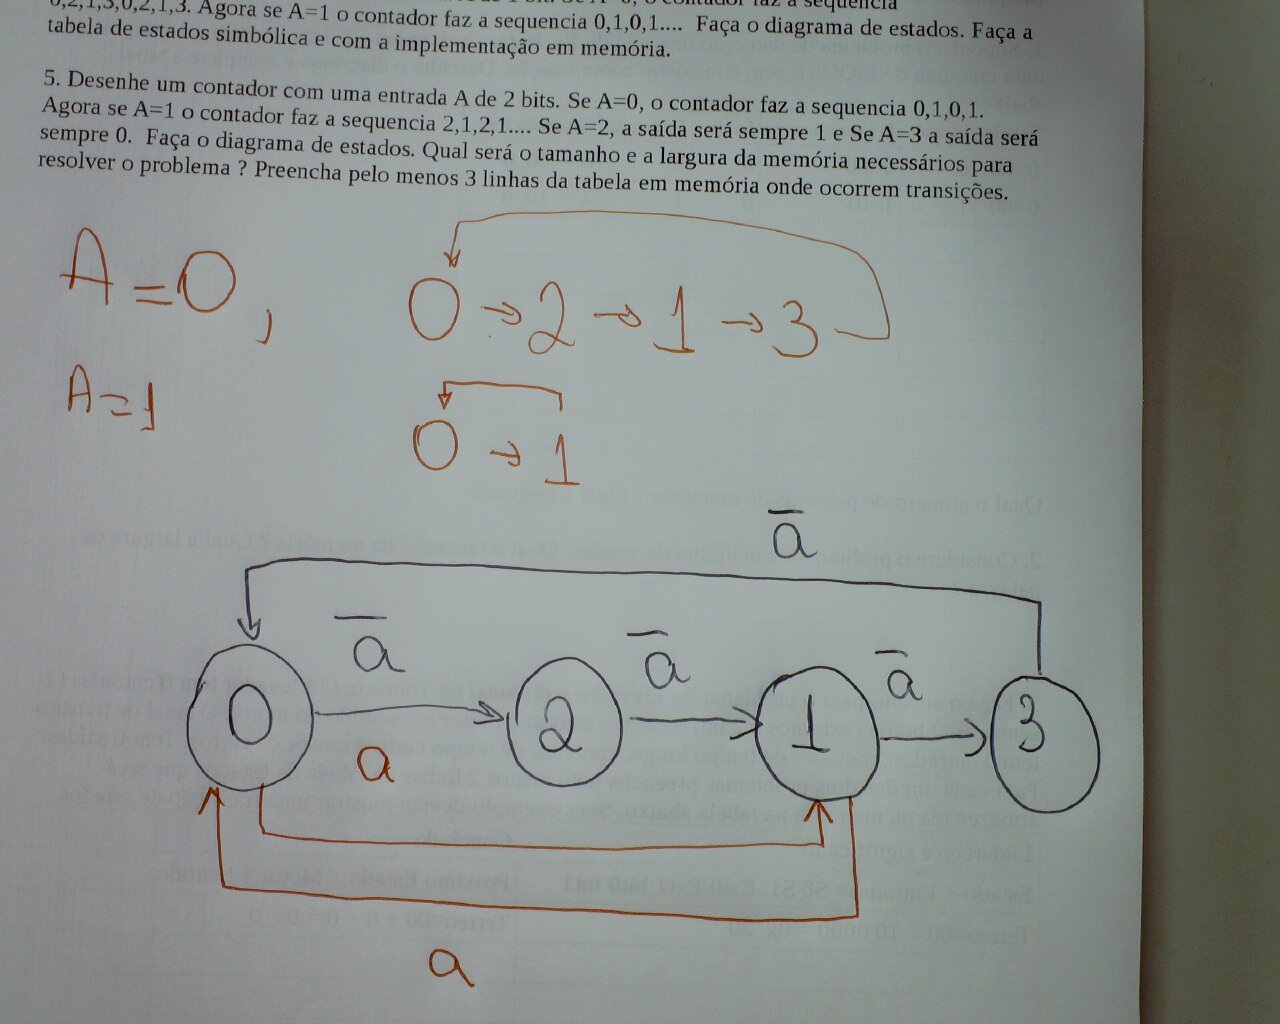 0,2,1,3,0,2,1,3. Agora se A=1 o contador faz a sequencia 0,1,0,1.... Faça o diagrama de estados. Faça a
tabela de estados simbólica e com a implementação em memória.
5. Desenhe um contador com uma entrada A de 2 bits. Se A=0, o contador faz a sequencia 0,1,0,1.
Agora se A=1 o contador faz a sequencia 2,1,2,1.... Se A=2, a saída será sempre 1 e Se A=3 a saída será
sempre 0. Faça o diagrama de estados. Qual será o tamanho e a largura da memória necessários para
resolver o problema ? Preencha pelo menos 3 linhas da tabela em memória onde ocorrem transições.
A=0, 0→2→1→3
A=1 0→1
a̅
a̅ a̅ a̅
0 2 1 3
a
a